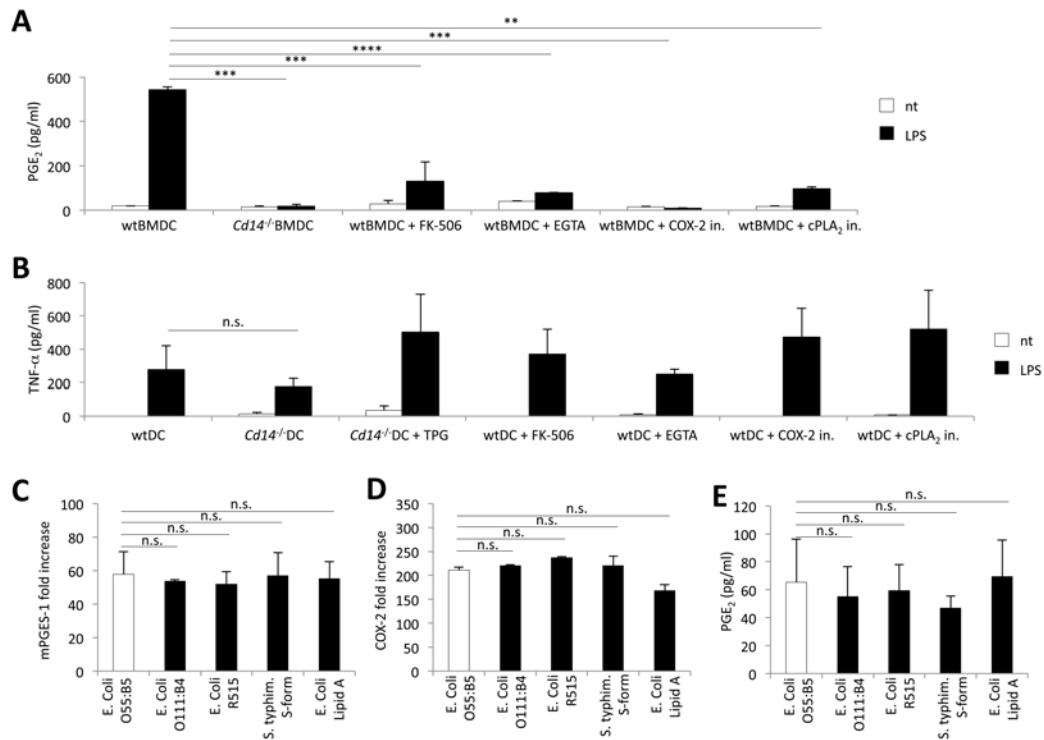 A
**
***
****
***
***
600
400
200
0
PGE₂ (pg/ml)
nt
LPS
wtBMDC
Cd14⁻/⁻BMDC
wtBMDC + FK-506
wtBMDC + EGTA
wtBMDC + COX-2 in.
wtBMDC + cPLA₂ in.
B
800
600
400
200
0
TNF-α (pg/ml)
n.s.
nt
LPS
wtDC
Cd14⁻/⁻DC
Cd14⁻/⁻DC + TPG
wtDC + FK-506
wtDC + EGTA
wtDC + COX-2 in.
wtDC + cPLA₂ in.
C
mPGES-1 fold increase
100
80
60
40
20
0
n.s.
n.s.
n.s.
n.s.
E. Coli
O55:B5
E. Coli
O111:B4
E. Coli
R515
S. typhim.
S-form
E. Coli
Lipid A
D
COX-2 fold increase
350
300
250
200
150
100
50
0
n.s.
n.s.
n.s.
n.s.
E. Coli
O55:B5
E. Coli
O111:B4
E. Coli
R515
S. typhim.
S-form
E. Coli
Lipid A
E
PGE₂ (pg/ml)
120
100
80
60
40
20
0
n.s.
n.s.
n.s.
n.s.
E. Coli
O55:B5
E. Coli
O111:B4
E. Coli
R515
S. typhim.
S-form
E. Coli
Lipid A